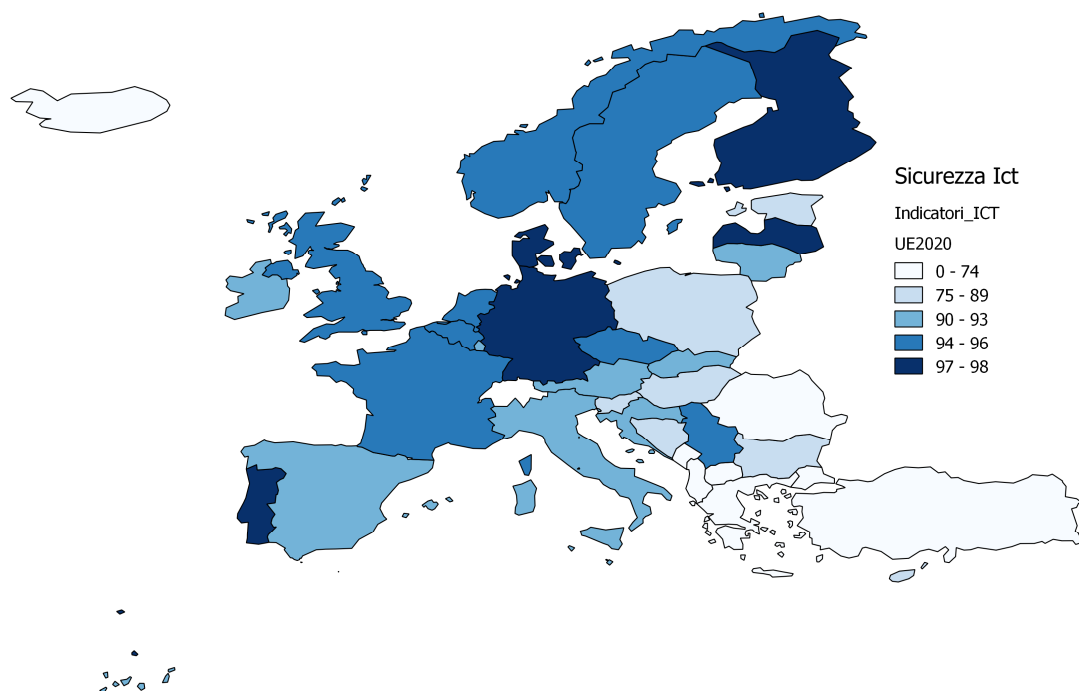 Sicurezza Ict
Indicatori_ICT
UE2020
0 - 74
75 - 89
90 - 93
94 - 96
97 - 98